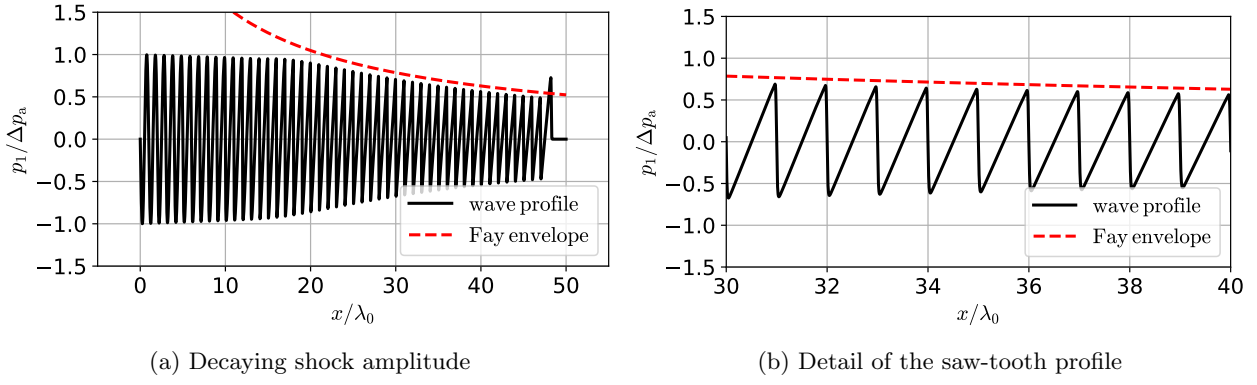 1.5
1.0
0.5
0.0
−0.5
−1.0
−1.5
p₁/Δpₐ
0 10 20 30 40 50
x/λ₀
wave profile
Fay envelope
(a) Decaying shock amplitude
1.5
1.0
0.5
0.0
−0.5
−1.0
−1.5
p₁/Δpₐ
30 32 34 36 38 40
x/λ₀
wave profile
Fay envelope
(b) Detail of the saw-tooth profile